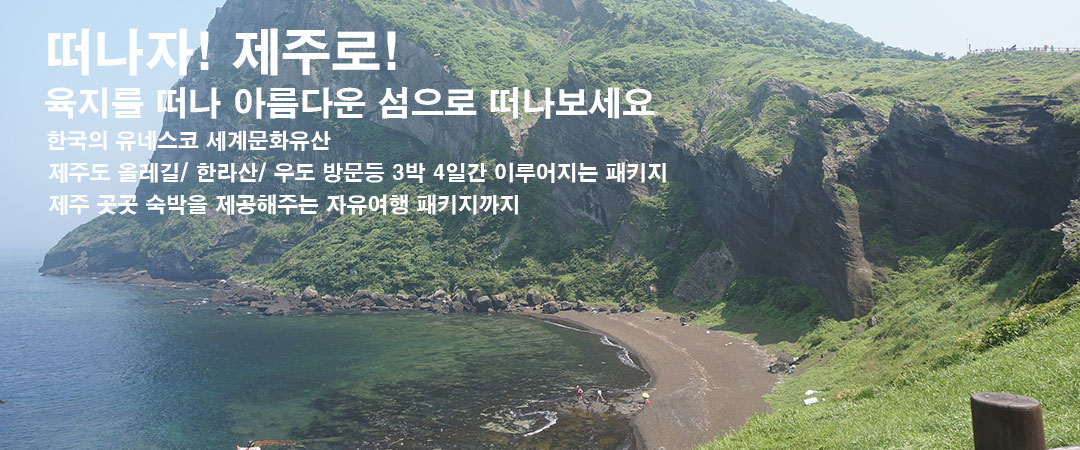 떠나자! 제주로!
육지를 떠나 아름다운 섬으로 떠나보세요
한국의 유네스코 세계문화유산
제주도 올레길/ 한라산/ 우도 방문등 3박 4일간 이루어지는 패키지
제주 곳곳 숙박을 제공해주는 자유여행 패키지까지